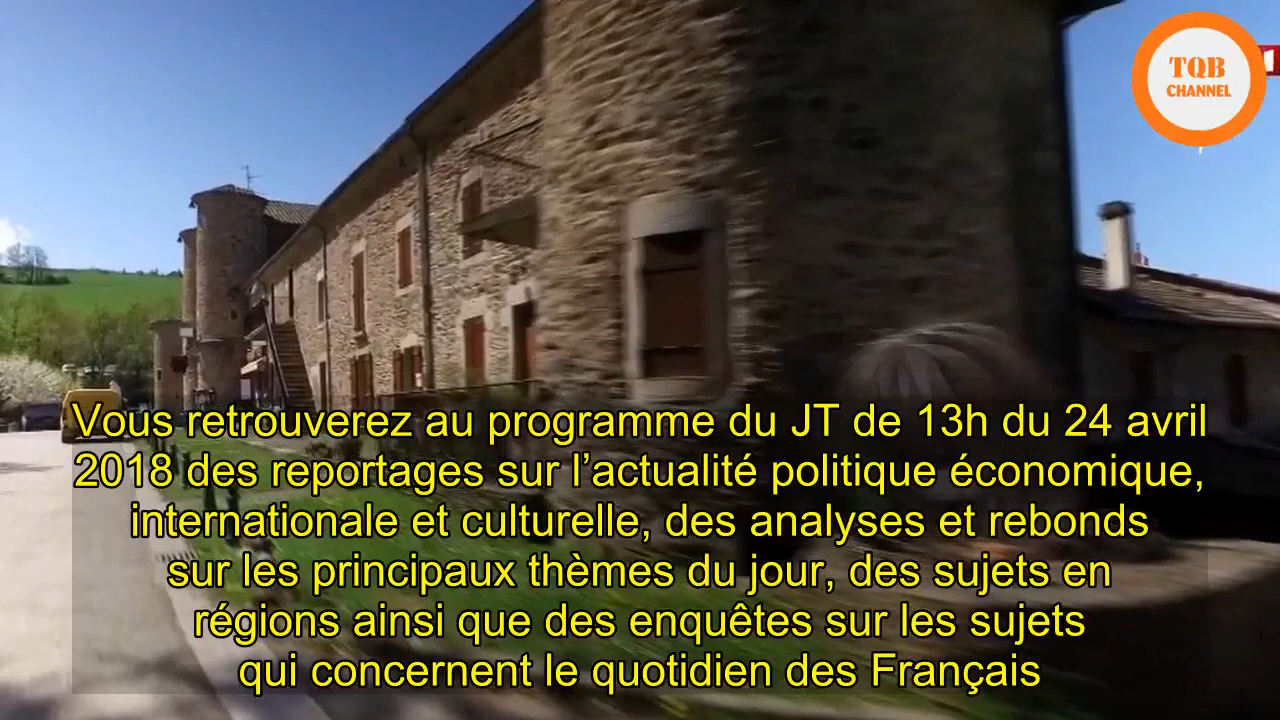 TQB
CHANNEL
1
Vous retrouverez au programme du JT de 13h du 24 avril
2018 des reportages sur l’actualité politique économique,
internationale et culturelle, des analyses et rebonds
sur les principaux thèmes du jour, des sujets en
régions ainsi que des enquêtes sur les sujets
qui concernent le quotidien des Français